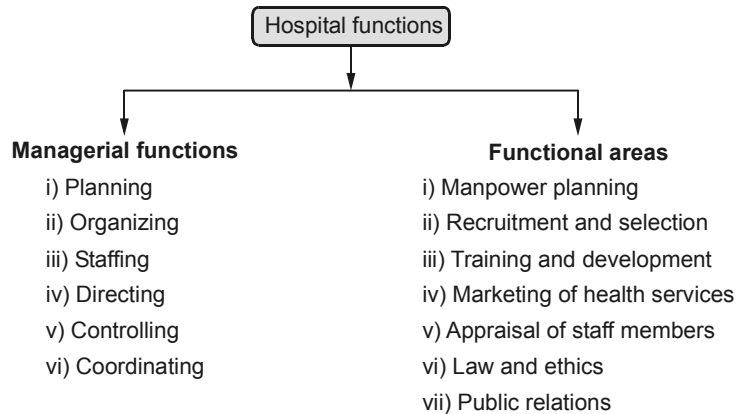 Hospital functions
Managerial functions
i) Planning
ii) Organizing
iii) Staffing
iv) Directing
v) Controlling
vi) Coordinating
Functional areas
i) Manpower planning
ii) Recruitment and selection
iii) Training and development
iv) Marketing of health services
v) Appraisal of staff members
vi) Law and ethics
vii) Public relations